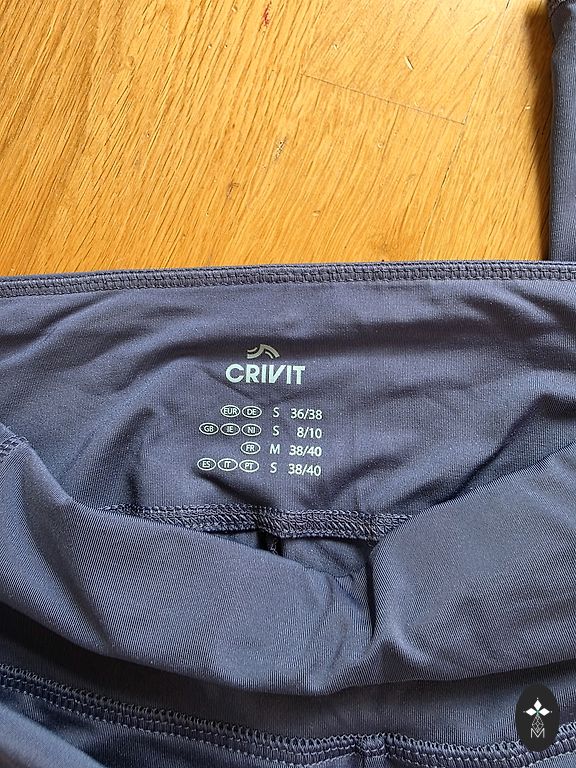 CRIVIT
EUR DE S 36/38
GB IE NI S 8/10
FR M 38/40
ES IT PT S 38/40
M